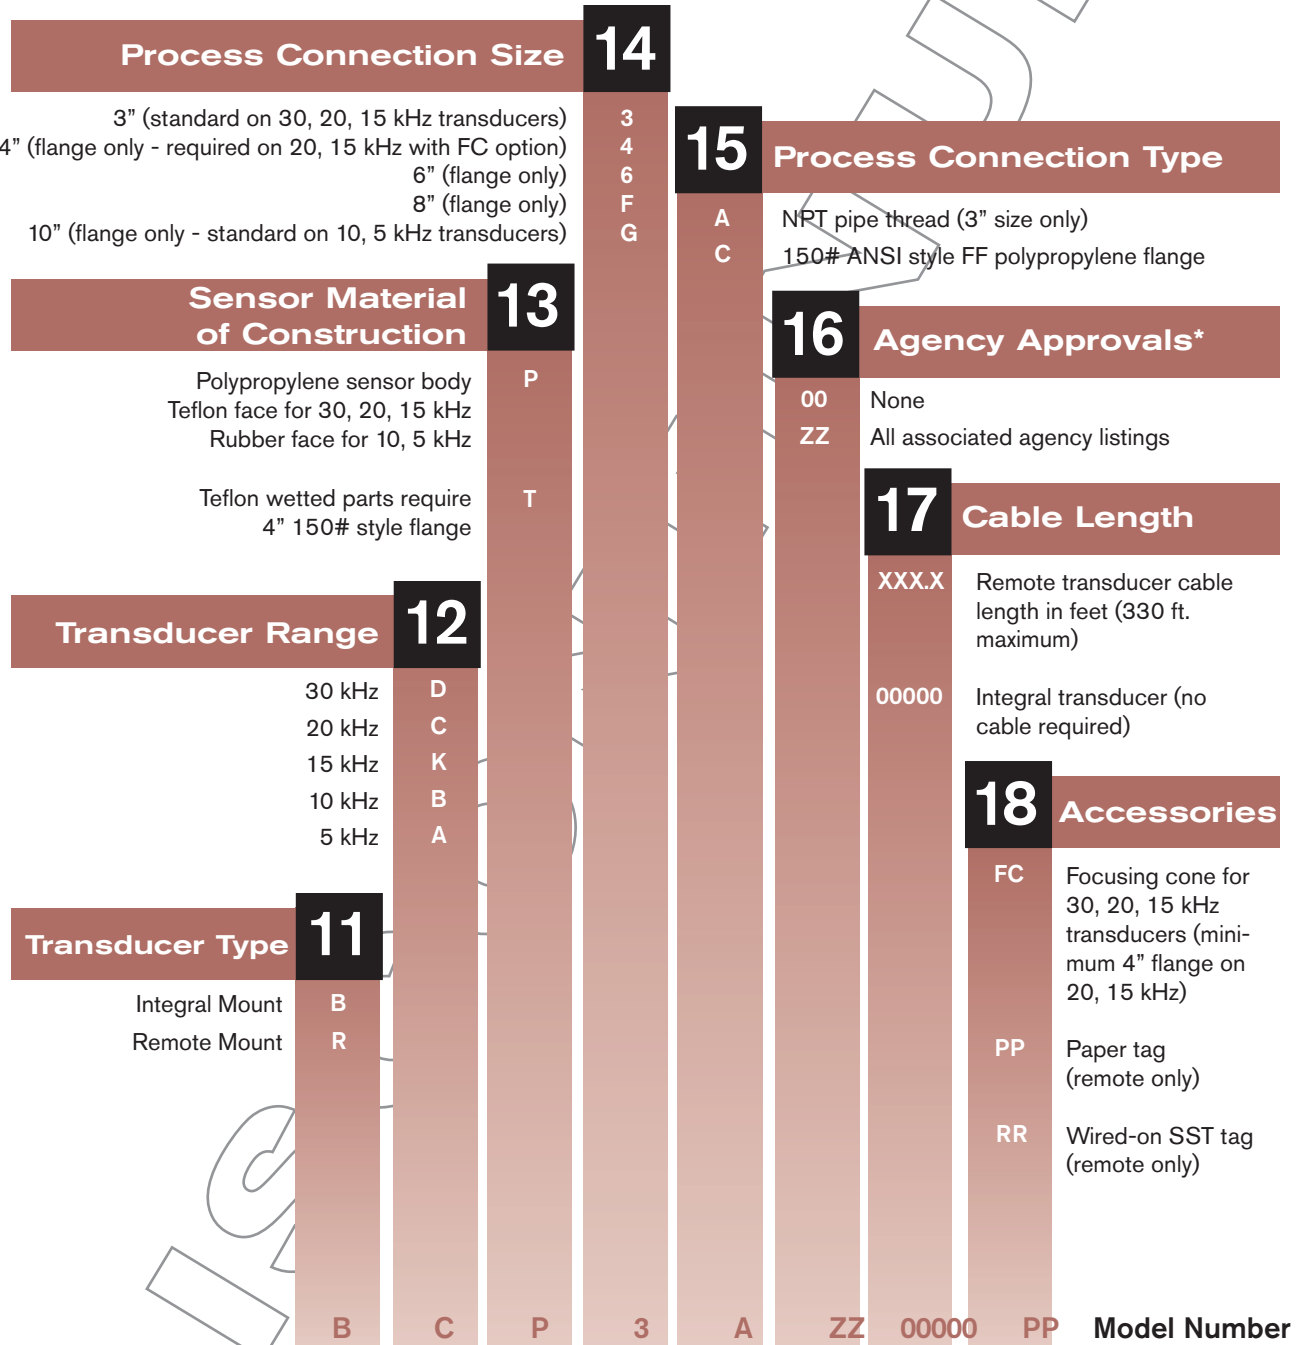 Process Connection Size 14
3” (standard on 30, 20, 15 kHz transducers) 3
4” (flange only - required on 20, 15 kHz with FC option) 4
6” (flange only) 6
8” (flange only) F
10” (flange only - standard on 10, 5 kHz transducers) G
15 Process Connection Type
A NPT pipe thread (3” size only)
C 150# ANSI style FF polypropylene flange
Sensor Material
of Construction 13
Polypropylene sensor body P
Teflon face for 30, 20, 15 kHz
Rubber face for 10, 5 kHz
Teflon wetted parts require T
4” 150# style flange
16 Agency Approvals*
00 None
ZZ All associated agency listings
17 Cable Length
XXX.X Remote transducer cable
length in feet (330 ft.
maximum)
00000 Integral transducer (no
cable required)
Transducer Range 12
30 kHz D
20 kHz C
15 kHz K
10 kHz B
5 kHz A
18 Accessories
FC Focusing cone for
30, 20, 15 kHz
transducers (mini-
mum 4” flange on
20, 15 kHz)
PP Paper tag
(remote only)
RR Wired-on SST tag
(remote only)
Transducer Type 11
Integral Mount B
Remote Mount R
B C P 3 A ZZ 00000 PP Model Number